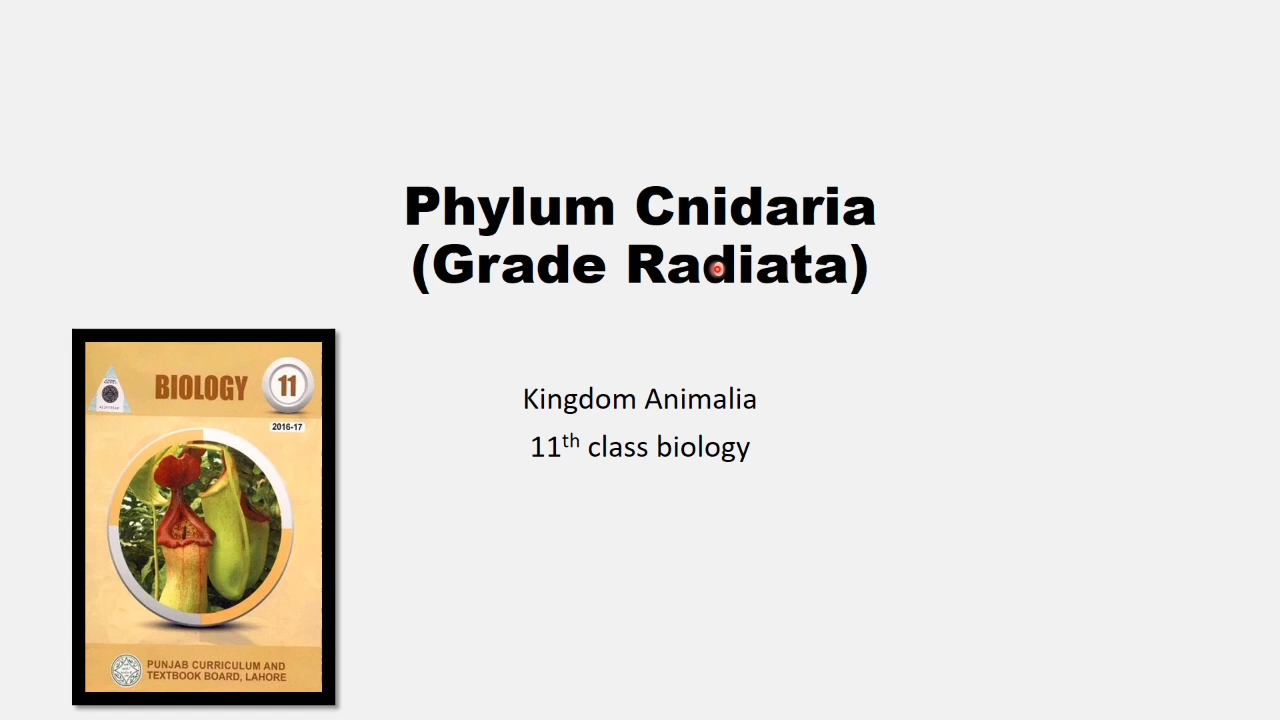 Phylum Cnidaria
(Grade Radiata)
Kingdom Animalia
11th class biology
BIOLOGY
11
2016-17
PUNJAB CURRICULUM AND
TEXTBOOK BOARD, LAHORE